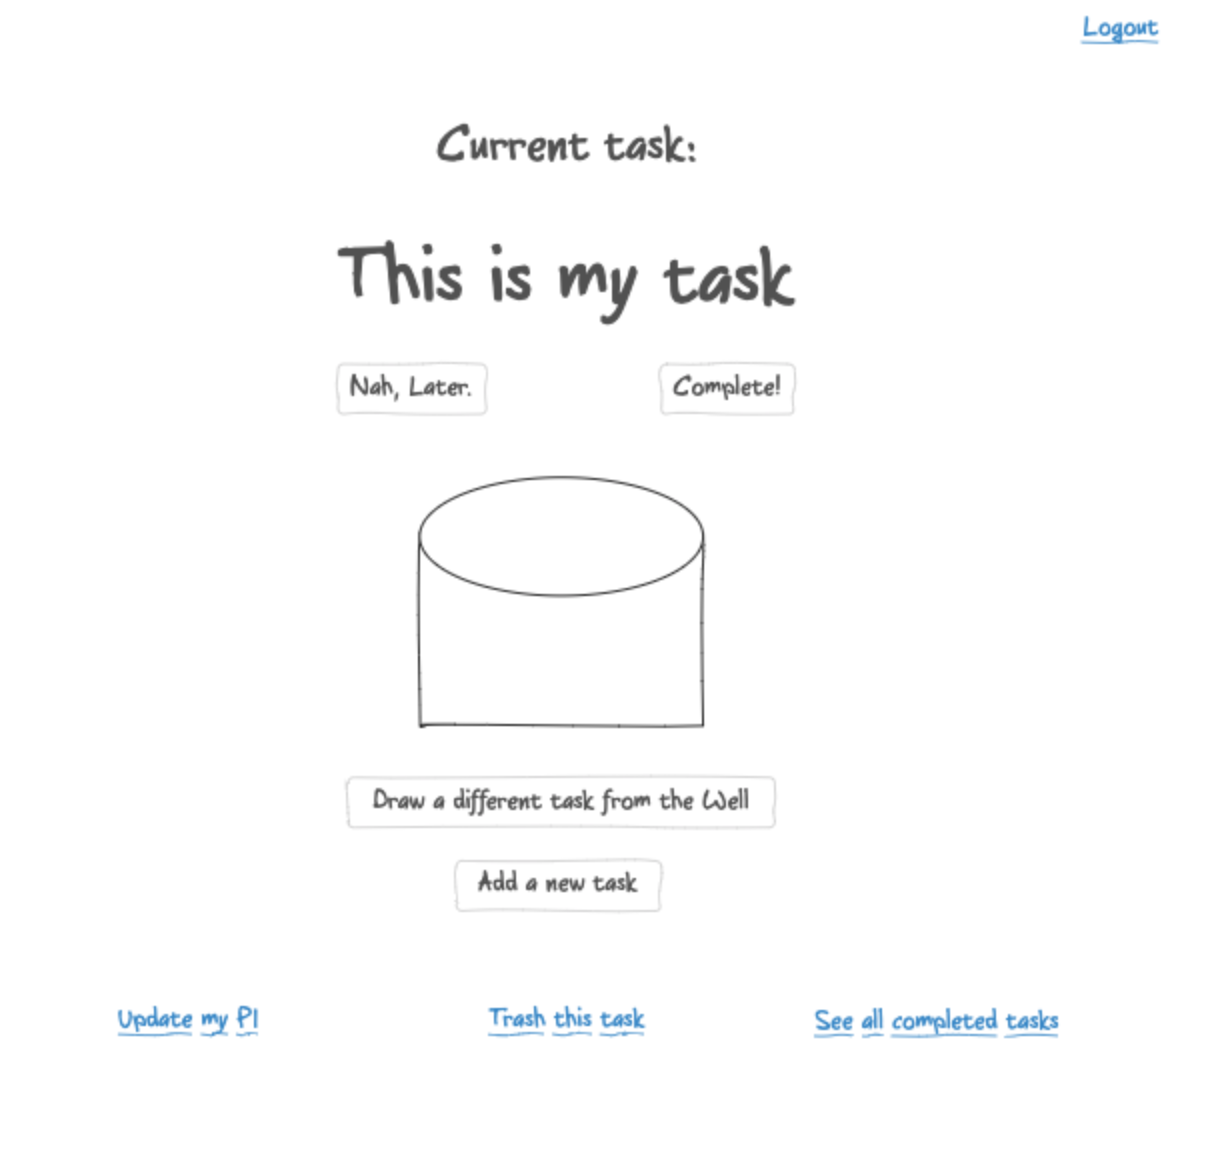 Logout
Current task:
This is my task
Nah, Later. Complete!
Draw a different task from the Well
Add a new task
Update my PI Trash this task See all completed tasks